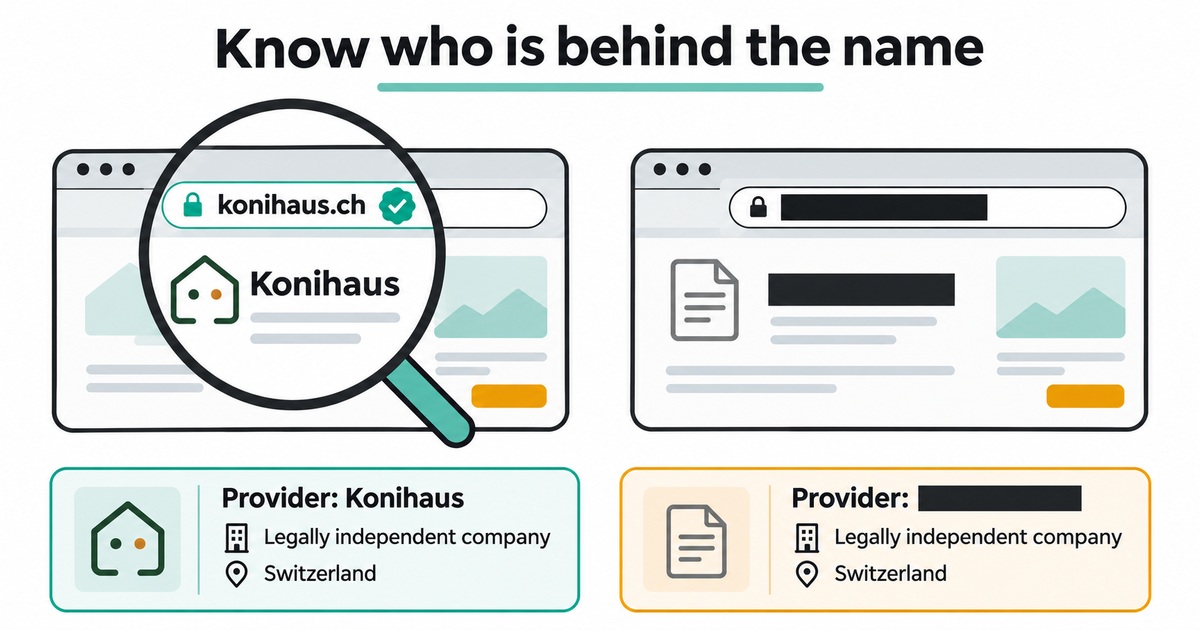 Know who is behind the name
konihaus.ch
Konihaus
Provider: Konihaus
Legally independent company
Switzerland
Provider:
Legally independent company
Switzerland